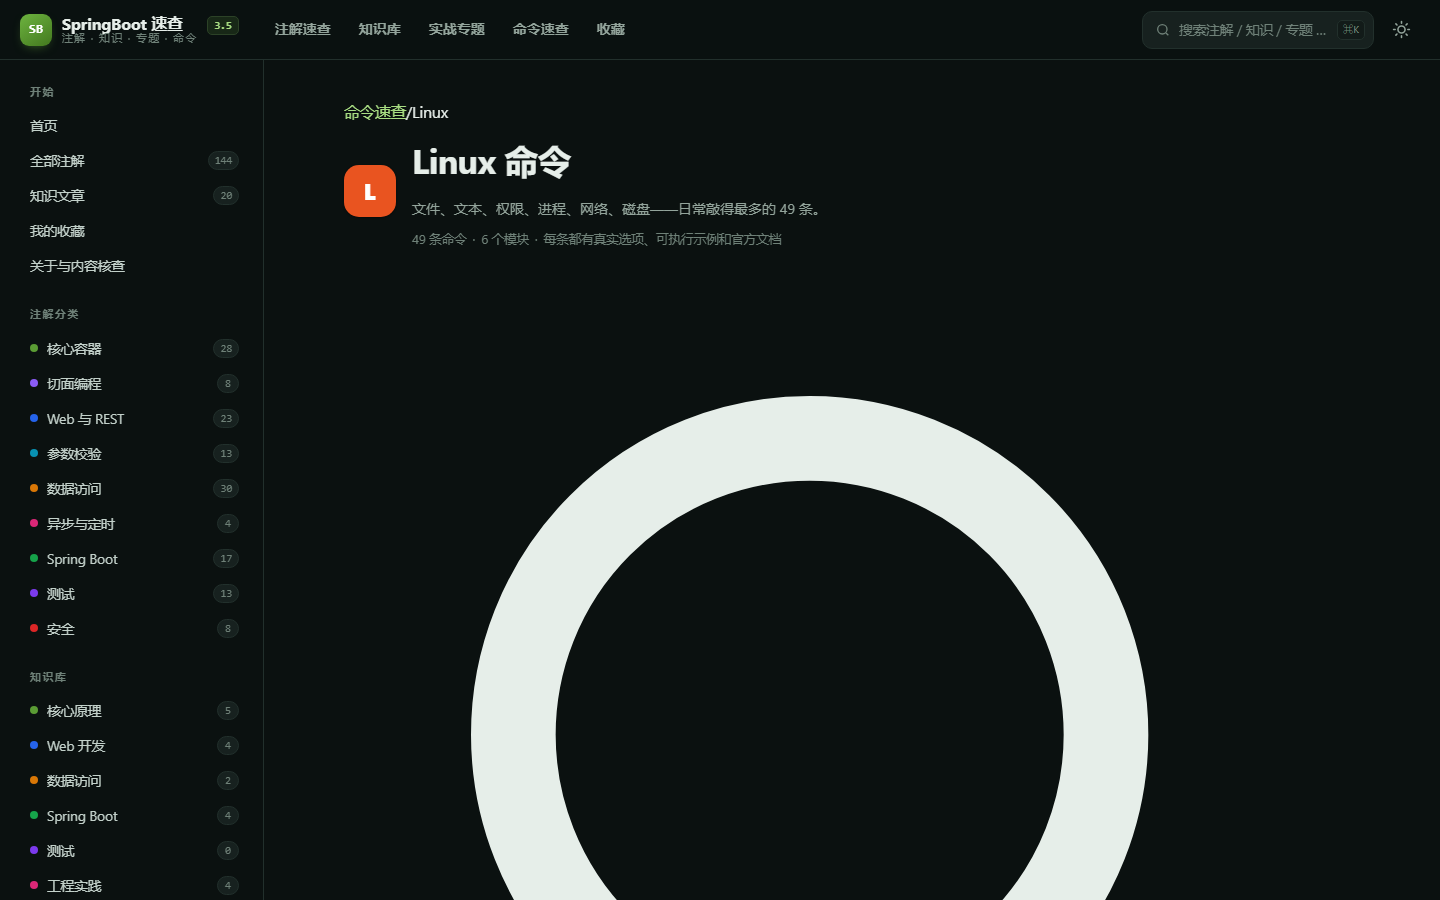 SB
SpringBoot 速查
注解 · 知识 · 专题 · 命令
3.5
注解速查
知识库
实战专题
命令速查
收藏
搜索注解 / 知识 / 专题 ...
⌘K
开始
首页
全部注解 144
知识文章 20
我的收藏
关于与内容核查
注解分类
核心容器 28
切面编程 8
Web 与 REST 23
参数校验 13
数据访问 30
异步与定时 4
Spring Boot 17
测试 13
安全 8
知识库
核心原理 5
Web 开发 4
数据访问 2
Spring Boot 4
测试 0
工程实践 4
命令速查/Linux
L
Linux 命令
文件、文本、权限、进程、网络、磁盘——日常敲得最多的 49 条。
49 条命令 · 6 个模块 · 每条都有真实选项、可执行示例和官方文档